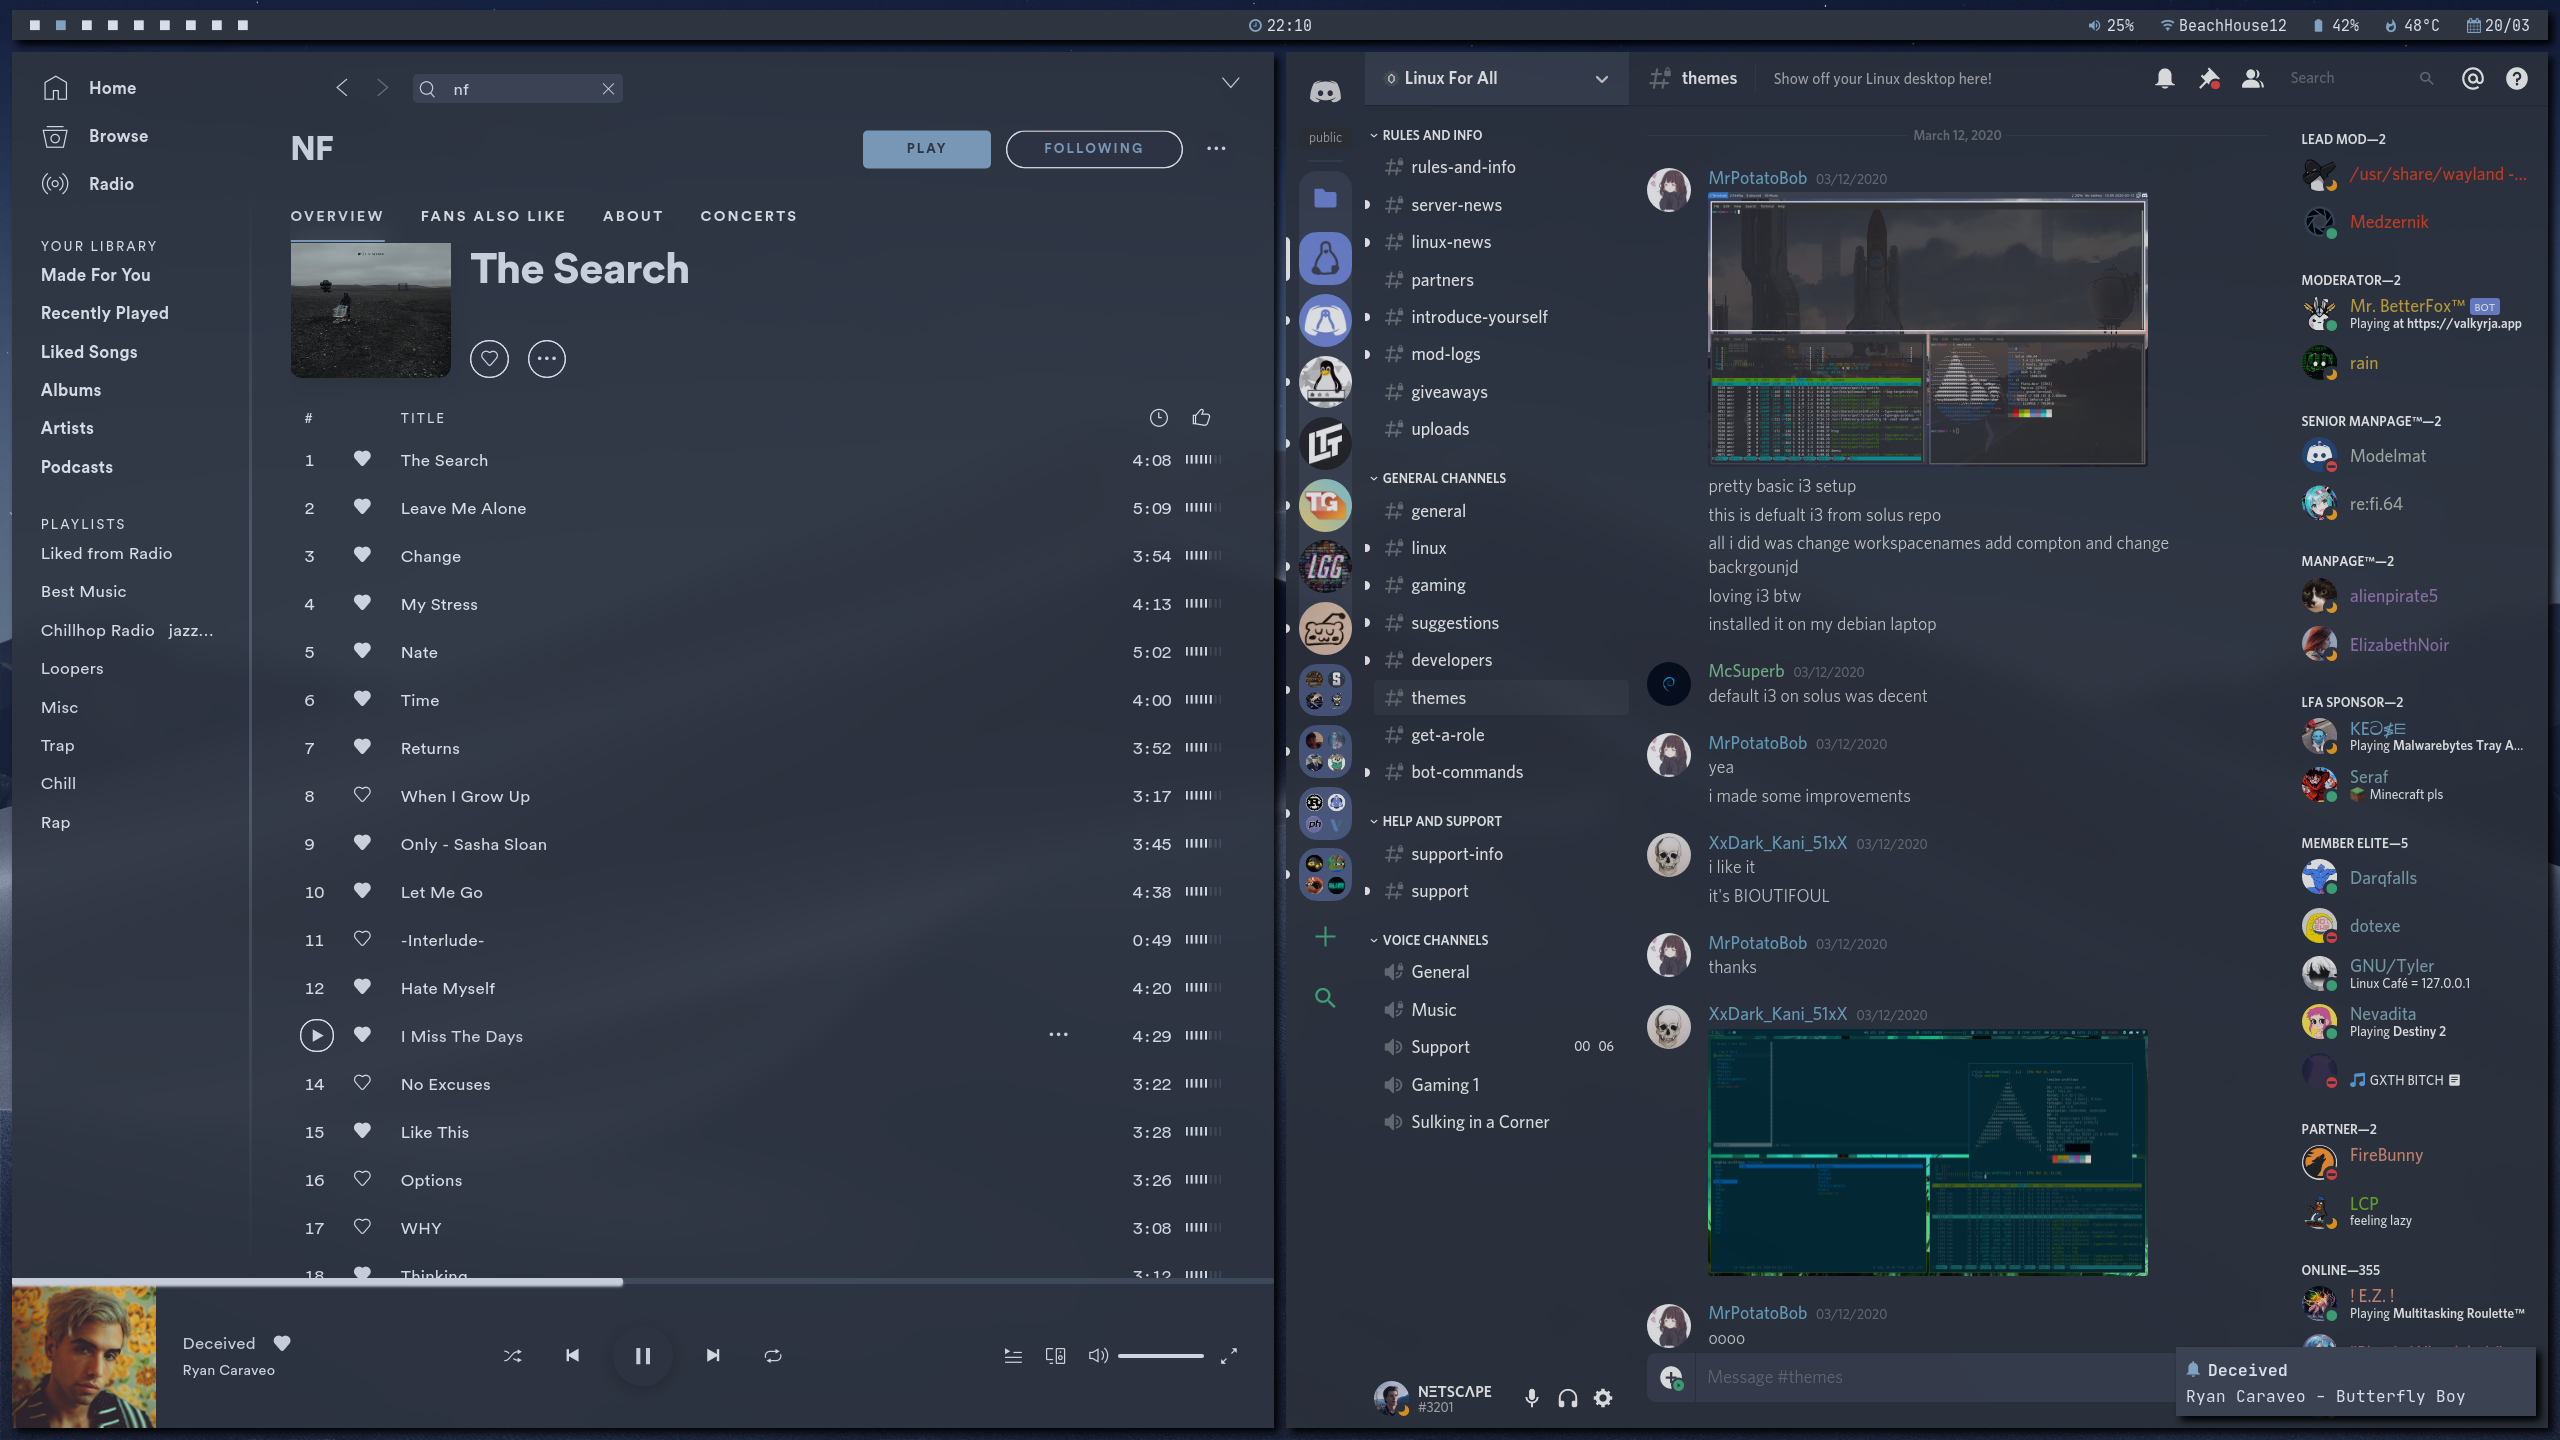 22:10
25%
BeachHouse12
42%
48°C
20/03
Home
Browse
Radio
YOUR LIBRARY
Made For You
Recently Played
Liked Songs
Albums
Artists
Podcasts
PLAYLISTS
Liked from Radio
Best Music
Chillhop Radio jazz...
Loopers
Misc
Trap
Chill
Rap
nf
NF
PLAY
FOLLOWING
OVERVIEW
FANS ALSO LIKE
ABOUT
CONCERTS
The Search
# TITLE
1 The Search 4:08
2 Leave Me Alone 5:09
3 Change 3:54
4 My Stress 4:13
5 Nate 5:02
6 Time 4:00
7 Returns 3:52
8 When I Grow Up 3:17
9 Only - Sasha Sloan 3:45
10 Let Me Go 4:38
11 -Interlude- 0:49
12 Hate Myself 4:20
I Miss The Days 4:29
14 No Excuses 3:22
15 Like This 3:28
16 Options 3:26
17 WHY 3:08
18 Thinking 3:12
Deceived
Ryan Caraveo
public
LTT
TG
LGG
S
ph
Linux For All
RULES AND INFO
rules-and-info
server-news
linux-news
partners
introduce-yourself
mod-logs
giveaways
uploads
GENERAL CHANNELS
general
linux
gaming
suggestions
developers
themes
get-a-role
bot-commands
HELP AND SUPPORT
support-info
support
VOICE CHANNELS
General
Music
Support 00 06
Gaming 1
Sulking in a Corner
NΞTSCΛPE
#3201
themes
Show off your Linux desktop here!
Search
March 12, 2020
MrPotatoBob 03/12/2020
pretty basic i3 setup
this is defualt i3 from solus repo
all i did was change workspacenames add compton and change
backrgounjd
loving i3 btw
installed it on my debian laptop
McSuperb 03/12/2020
default i3 on solus was decent
MrPotatoBob 03/12/2020
yea
i made some improvements
XxDark_Kani_51xX 03/12/2020
i like it
it's BIOUTIFOUL
MrPotatoBob 03/12/2020
thanks
XxDark_Kani_51xX 03/12/2020
MrPotatoBob 03/12/2020
oooo
Message #themes
LEAD MOD—2
/usr/share/wayland -...
Medzernik
MODERATOR—2
Mr. BetterFox™ BOT
Playing at https://valkyrja.app
rain
SENIOR MANPAGE™—2
Modelmat
re:fi.64
MANPAGE™—2
alienpirate5
ElizabethNoir
LFA SPONSOR—2
Playing Malwarebytes Tray A...
Seraf
Minecraft pls
MEMBER ELITE—5
Darqfalls
dotexe
GNU/Tyler
Linux Café = 127.0.0.1
Nevadita
Playing Destiny 2
GXTH BITCH
PARTNER—2
FireBunny
LCP
feeling lazy
ONLINE—355
! E.Z. !
Playing Multitasking Roulette™
Deceived
Ryan Caraveo - Butterfly Boy